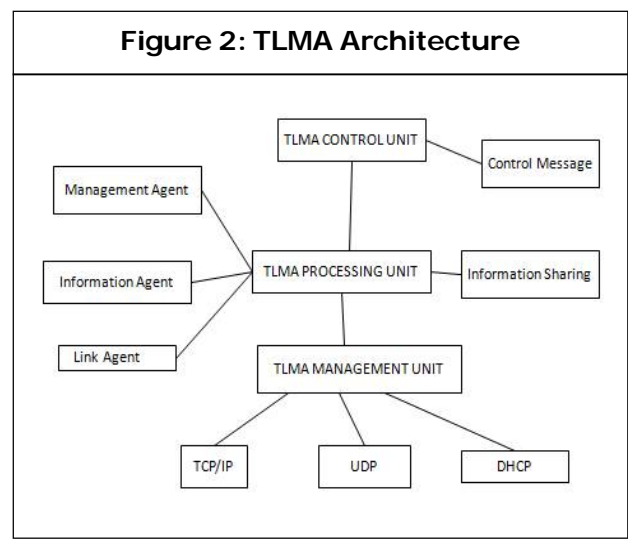 Figure 2: TLMA Architecture
TLMA CONTROL UNIT
Control Message
Management Agent
TLMA PROCESSING UNIT
Information Sharing
Information Agent
Link Agent
TLMA MANAGEMENT UNIT
TCP/IP
UDP
DHCP